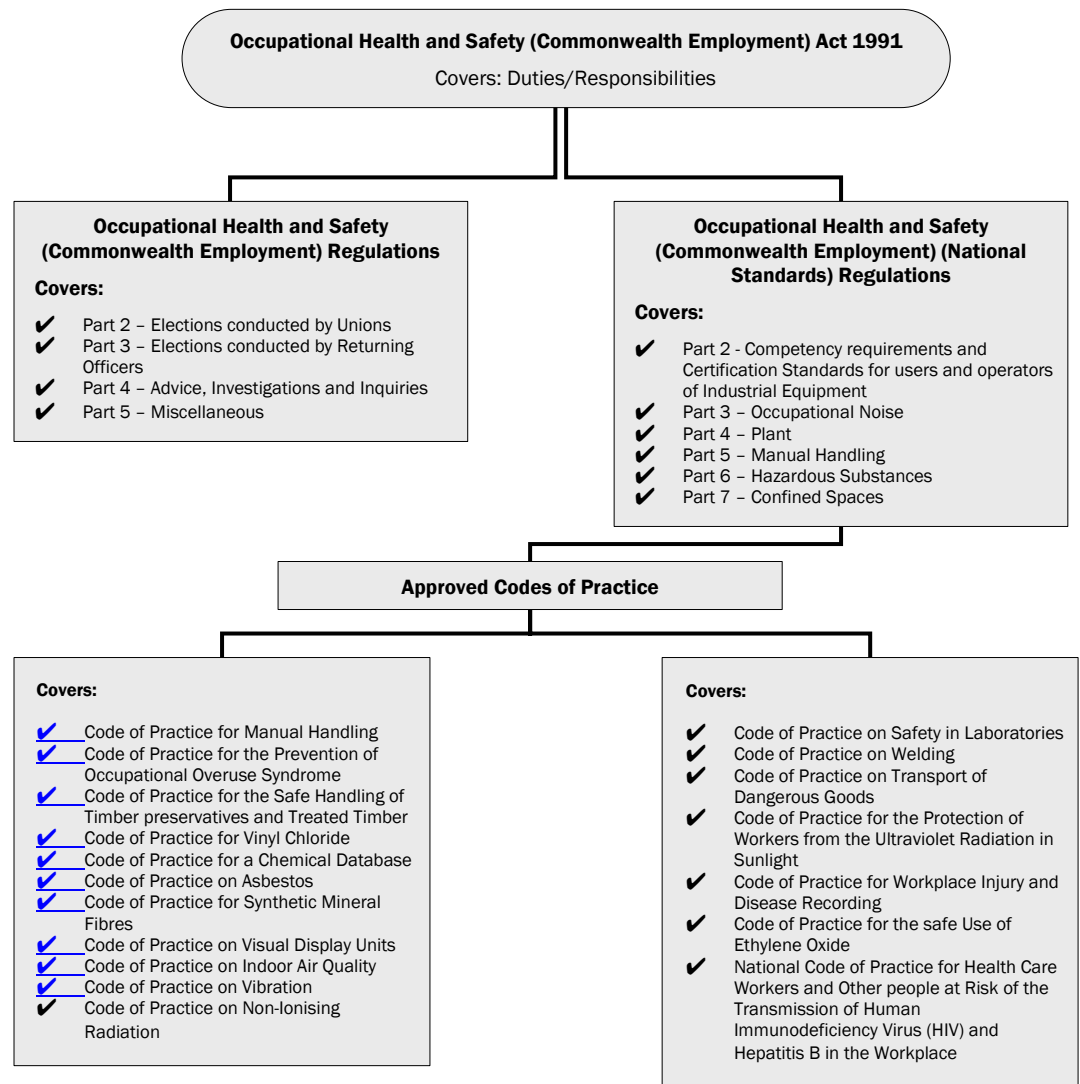 Occupational Health and Safety (Commonwealth Employment) Act 1991
Covers: Duties/Responsibilities
Occupational Health and Safety
(Commonwealth Employment) Regulations
Covers:
✔ Part 2 – Elections conducted by Unions
✔ Part 3 – Elections conducted by Returning
Officers
✔ Part 4 – Advice, Investigations and Inquiries
✔ Part 5 – Miscellaneous
Occupational Health and Safety
(Commonwealth Employment) (National
Standards) Regulations
Covers:
✔ Part 2 - Competency requirements and
Certification Standards for users and operators
of Industrial Equipment
✔ Part 3 – Occupational Noise
✔ Part 4 – Plant
✔ Part 5 – Manual Handling
✔ Part 6 – Hazardous Substances
✔ Part 7 – Confined Spaces
Approved Codes of Practice
Covers:
✔ Code of Practice for Manual Handling
✔ Code of Practice for the Prevention of
Occupational Overuse Syndrome
✔ Code of Practice for the Safe Handling of
Timber preservatives and Treated Timber
✔ Code of Practice for Vinyl Chloride
✔ Code of Practice for a Chemical Database
✔ Code of Practice on Asbestos
✔ Code of Practice for Synthetic Mineral
Fibres
✔ Code of Practice on Visual Display Units
✔ Code of Practice on Indoor Air Quality
✔ Code of Practice on Vibration
✔ Code of Practice on Non-Ionising
Radiation
Covers:
✔ Code of Practice on Safety in Laboratories
✔ Code of Practice on Welding
✔ Code of Practice on Transport of
Dangerous Goods
✔ Code of Practice for the Protection of
Workers from the Ultraviolet Radiation in
Sunlight
✔ Code of Practice for Workplace Injury and
Disease Recording
✔ Code of Practice for the safe Use of
Ethylene Oxide
✔ National Code of Practice for Health Care
Workers and Other people at Risk of the
Transmission of Human
Immunodeficiency Virus (HIV) and
Hepatitis B in the Workplace